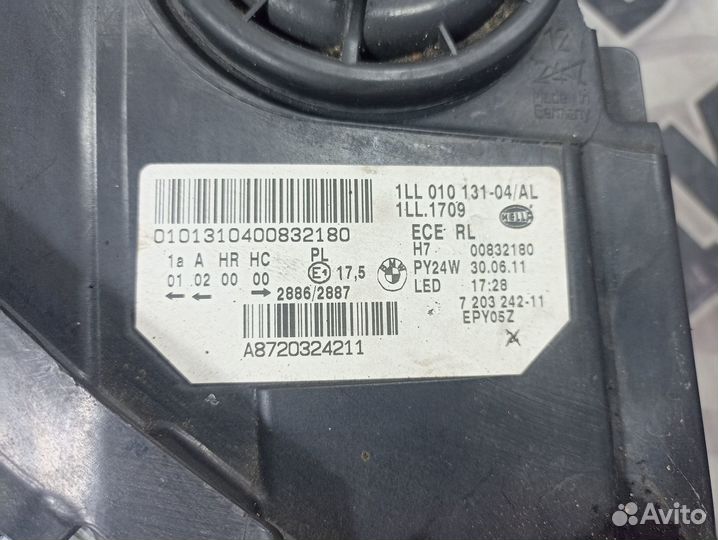 12
Made in
Germany
1LL 010 131-04/AL
1LL.1709
HELLA
0101310400832180
ECE RL
1a A HR HC PL
H7 00832180
01 02 00 00 E1 17,5
BMW
PY24W 30.06.11
← ← → 2886/2887
LED 17:28
7 203 242-11
EPY05Z
A8720324211
Avito